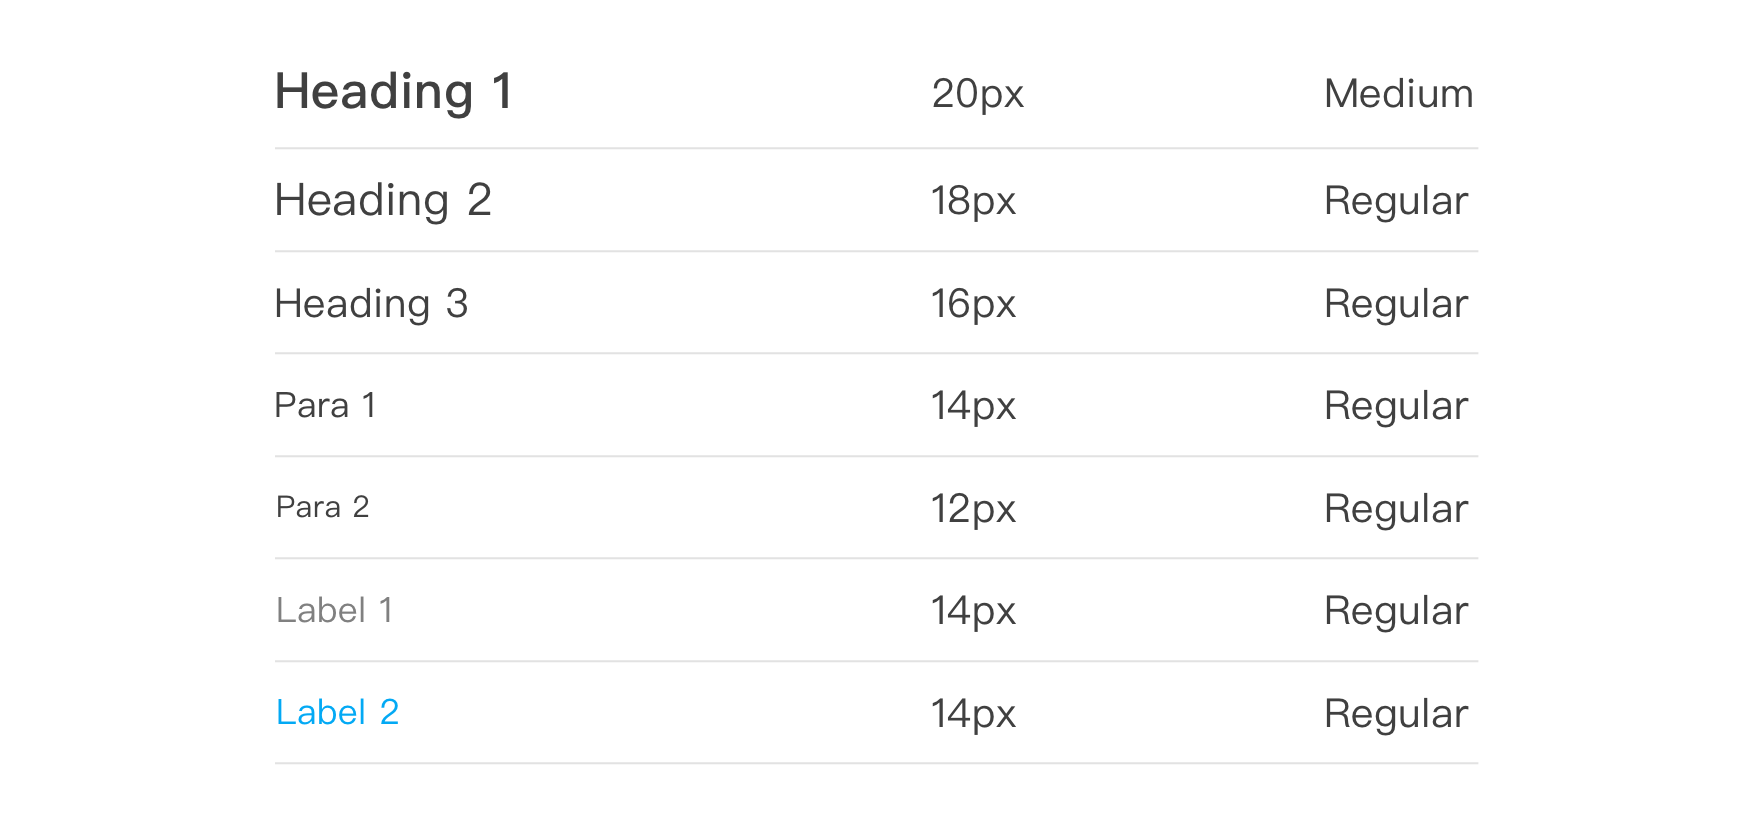 Heading 1 20px Medium
Heading 2 18px Regular
Heading 3 16px Regular
Para 1 14px Regular
Para 2 12px Regular
Label 1 14px Regular
Label 2 14px Regular